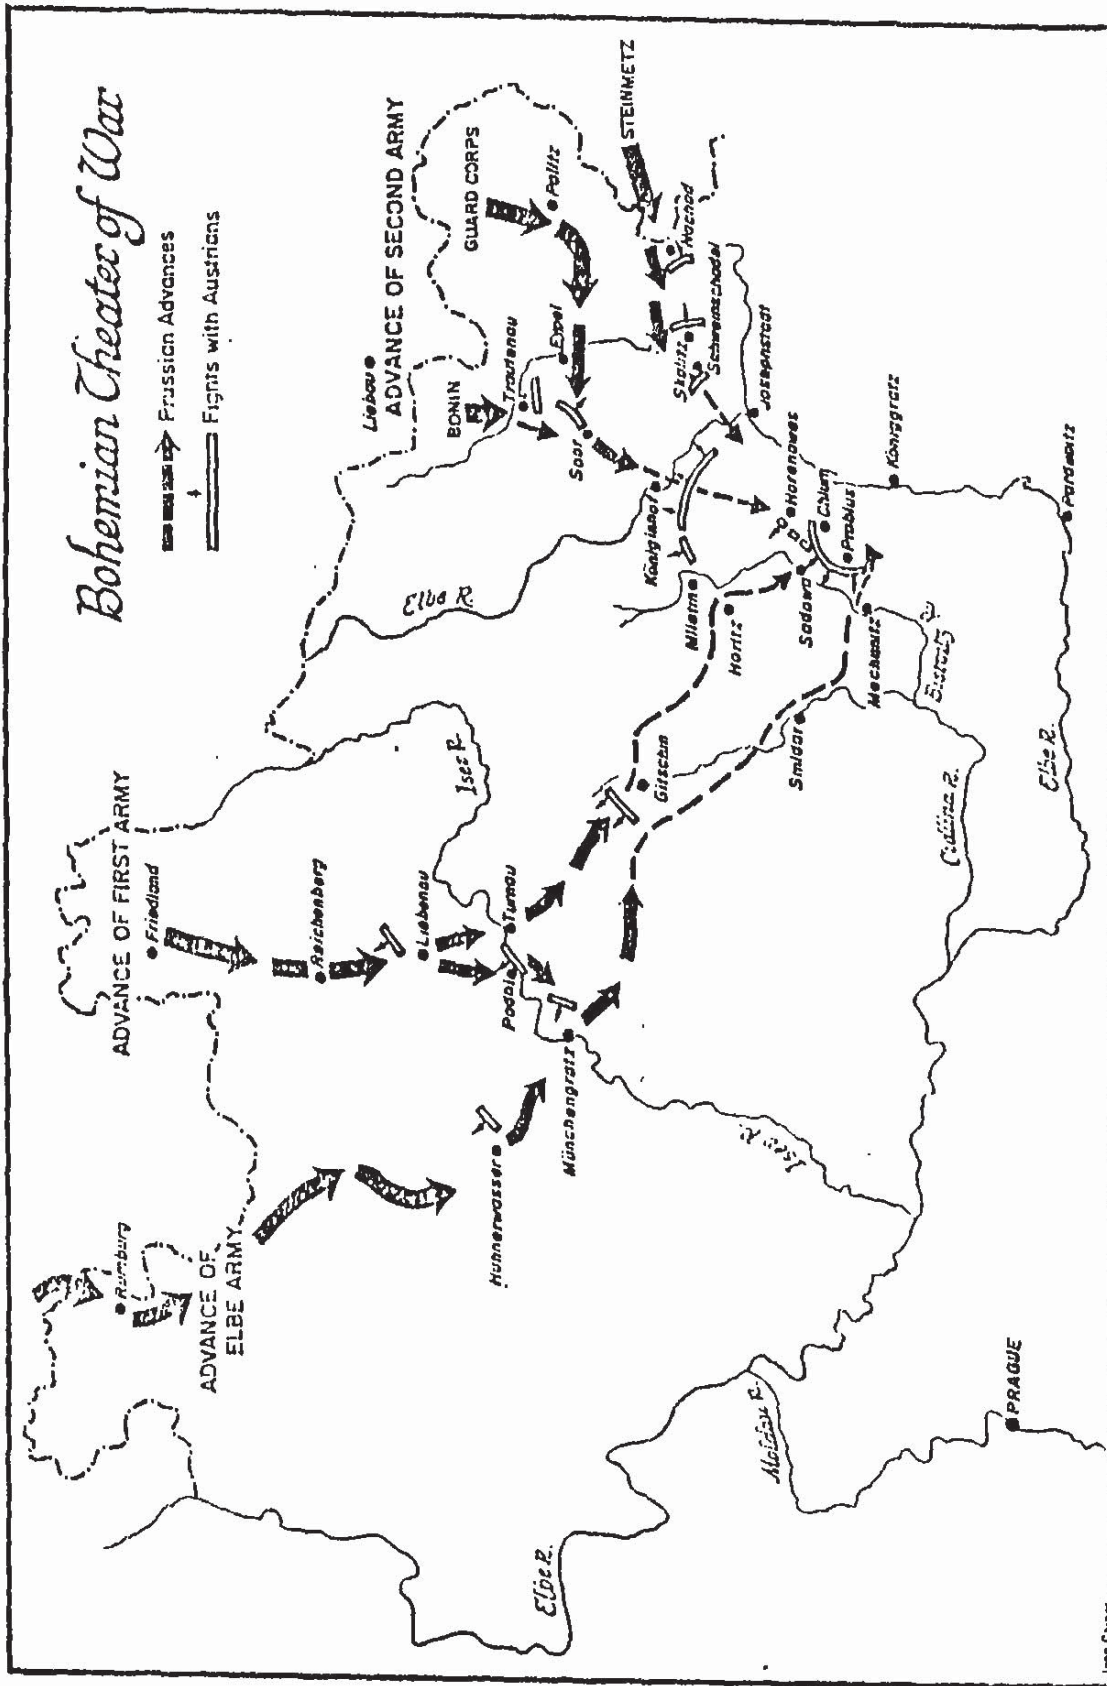 Bohemian Theater of War
Prussian Advances
Fights with Austrians
ADVANCE OF FIRST ARMY
Friedland
Reichenberg
Liebenau
Turnau
Podol
Münchengratz
Hunnerwasser
Rumburg
ADVANCE OF
ELBE ARMY
Liebau
ADVANCE OF SECOND ARMY
GUARD CORPS
Politz
STEINMETZ
BONIN
Trautenau
Eypel
Soor
Nachod
Skalitz
Schweinschadel
Josephstadt
Königinhof
Miletin
Horitz
Gitschin
Smidar
Sadowa
Horenowes
Chlum
Problus
Königgratz
Pardubitz
Elbe R.
Iser R.
Iser R.
Bistritz R.
Cidlina R.
Elbe R.
Moldau R.
Elbe R.
PRAGUE